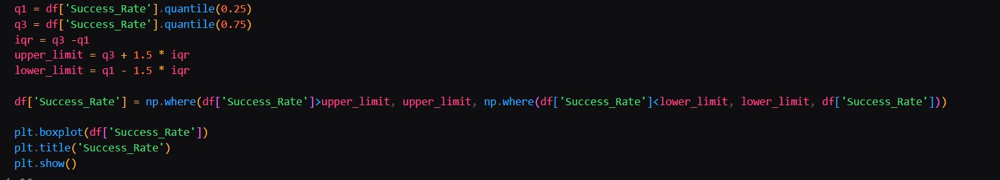 q1 = df['Success_Rate'].quantile(0.25)
q3 = df['Success_Rate'].quantile(0.75)
iqr = q3 -q1
upper_limit = q3 + 1.5 * iqr
lower_limit = q1 - 1.5 * iqr
df['Success_Rate'] = np.where(df['Success_Rate']>upper_limit, upper_limit, np.where(df['Success_Rate']<lower_limit, lower_limit, df['Success_Rate']))
plt.boxplot(df['Success_Rate'])
plt.title('Success_Rate')
plt.show()